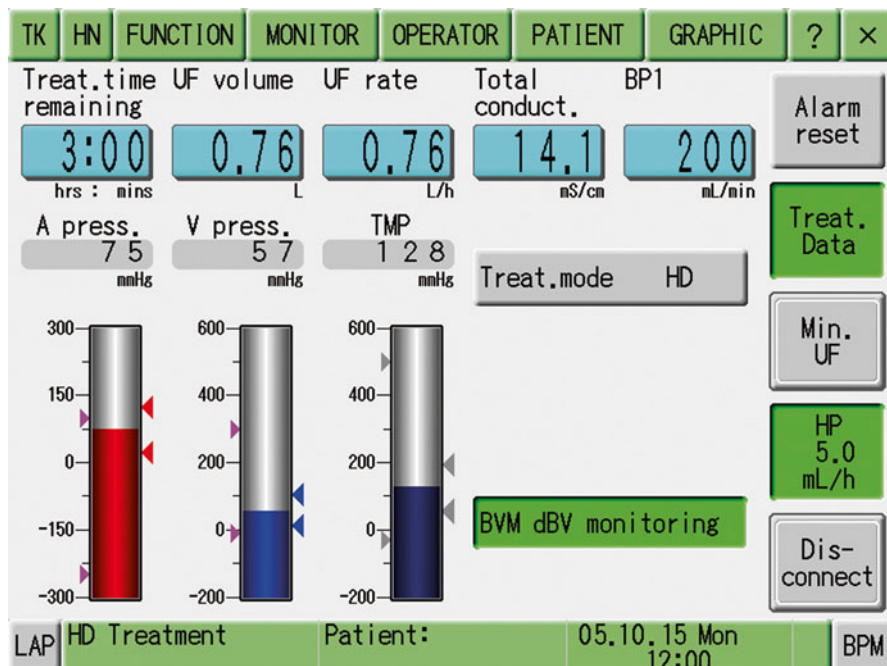 TK HN FUNCTION MONITOR OPERATOR PATIENT GRAPHIC ? ×
Treat.time UF volume UF rate Total BP1
remaining conduct.
3:00 0.76 0.76 14.1 200
hrs : mins L L/h mS/cm mL/min
Alarm
reset
A press. V press. TMP
75 57 128
mmHg mmHg mmHg
Treat.
Data
Treat.mode HD
300 600 600
150 400 400
0 200 200
-150 0 0
-300 -200 -200
Min.
UF
HP
5.0
mL/h
BVM dBV monitoring
Dis-
connect
LAP HD Treatment Patient: 05.10.15 Mon BPM
12:00